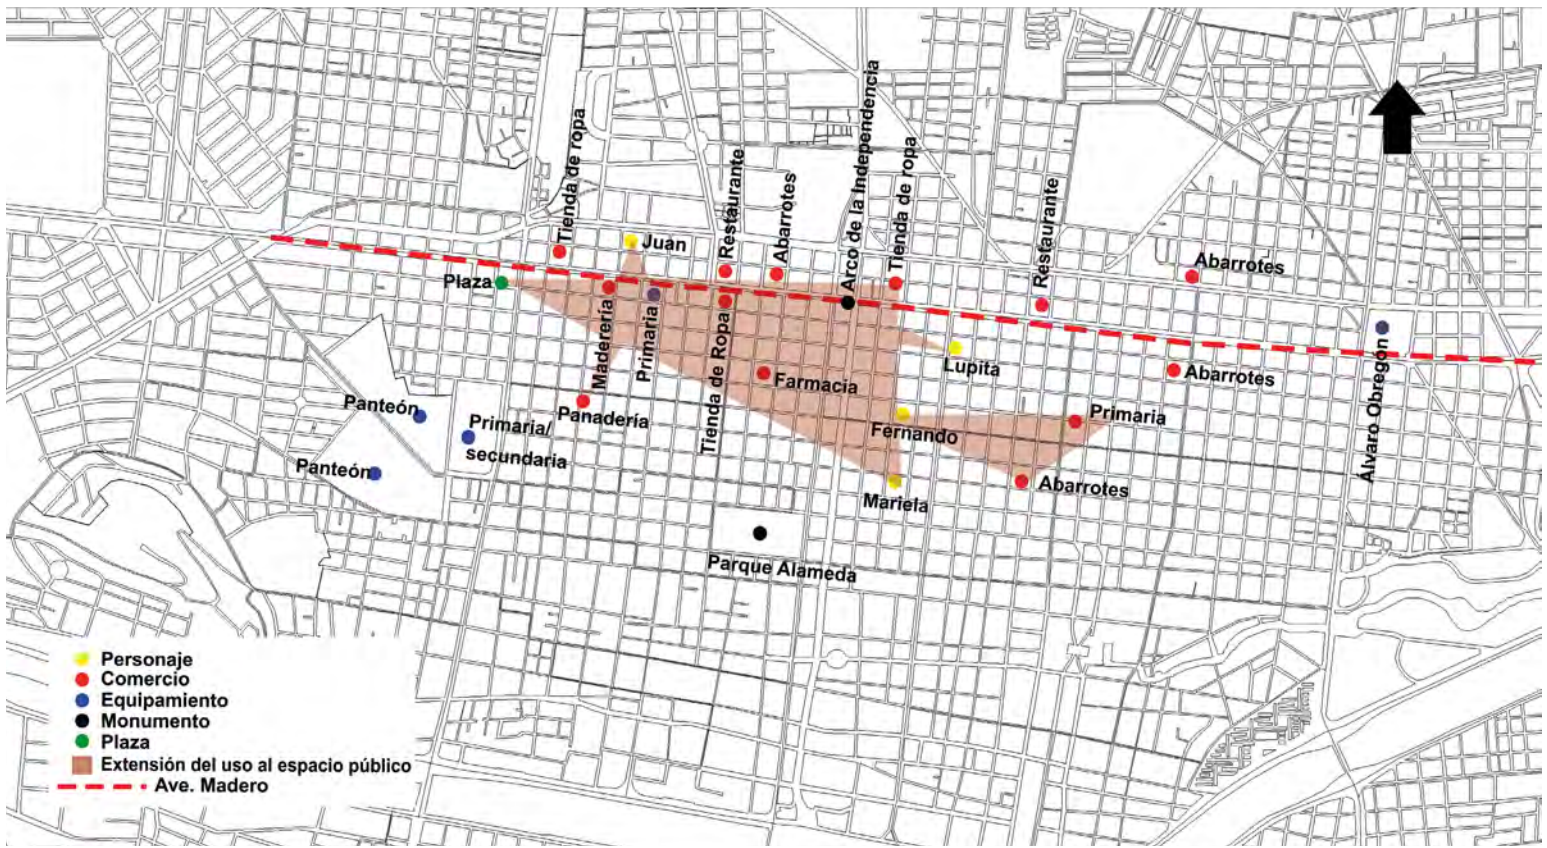 Tienda de ropa
Juan
Restaurante
Abarrotes
Arco de la Independencia
Tienda de ropa
Restaurante
Abarrotes
Plaza
Maderería
Primaria
Tienda de Ropa
Farmacia
Lupita
Abarrotes
Álvaro Obregón
Panteón
Panadería
Primaria/
secundaria
Fernando
Primaria
Panteón
Mariela
Abarrotes
Parque Alameda
Personaje
Comercio
Equipamiento
Monumento
Plaza
Extensión del uso al espacio público
Ave. Madero